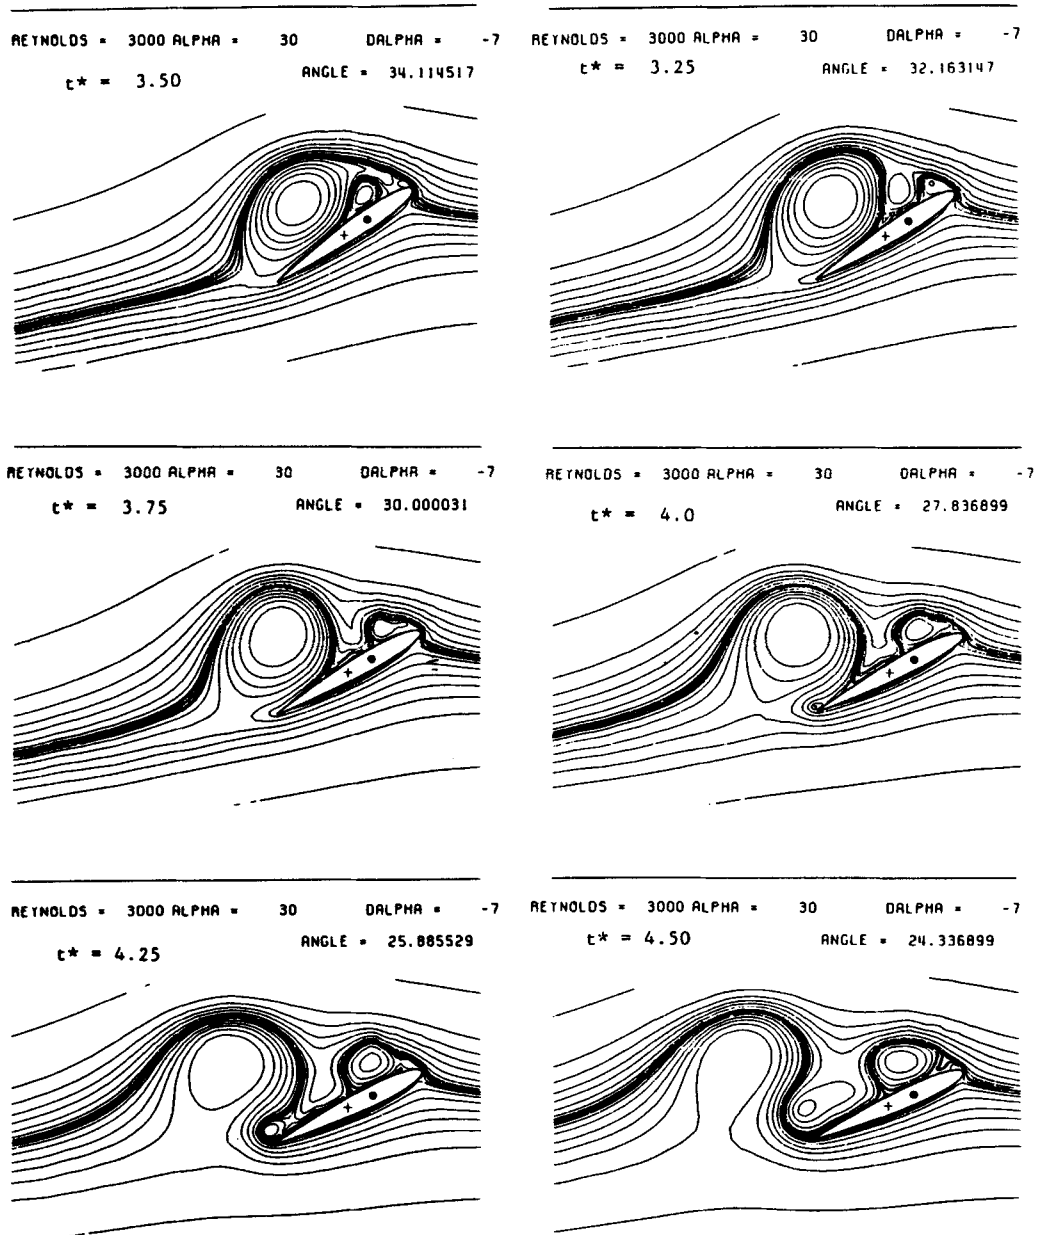 REYNOLDS = 3000 ALPHA = 30 DALPHA = -7
t* = 3.50 ANGLE = 34.114517
REYNOLDS = 3000 ALPHA = 30 DALPHA = -7
t* = 3.25 ANGLE = 32.163147
REYNOLDS = 3000 ALPHA = 30 DALPHA = -7
t* = 3.75 ANGLE = 30.000031
REYNOLDS = 3000 ALPHA = 30 DALPHA = -7
t* = 4.0 ANGLE = 27.836899
REYNOLDS = 3000 ALPHA = 30 DALPHA = -7
t* = 4.25 ANGLE = 25.885529
REYNOLDS = 3000 ALPHA = 30 DALPHA = -7
t* = 4.50 ANGLE = 24.336899